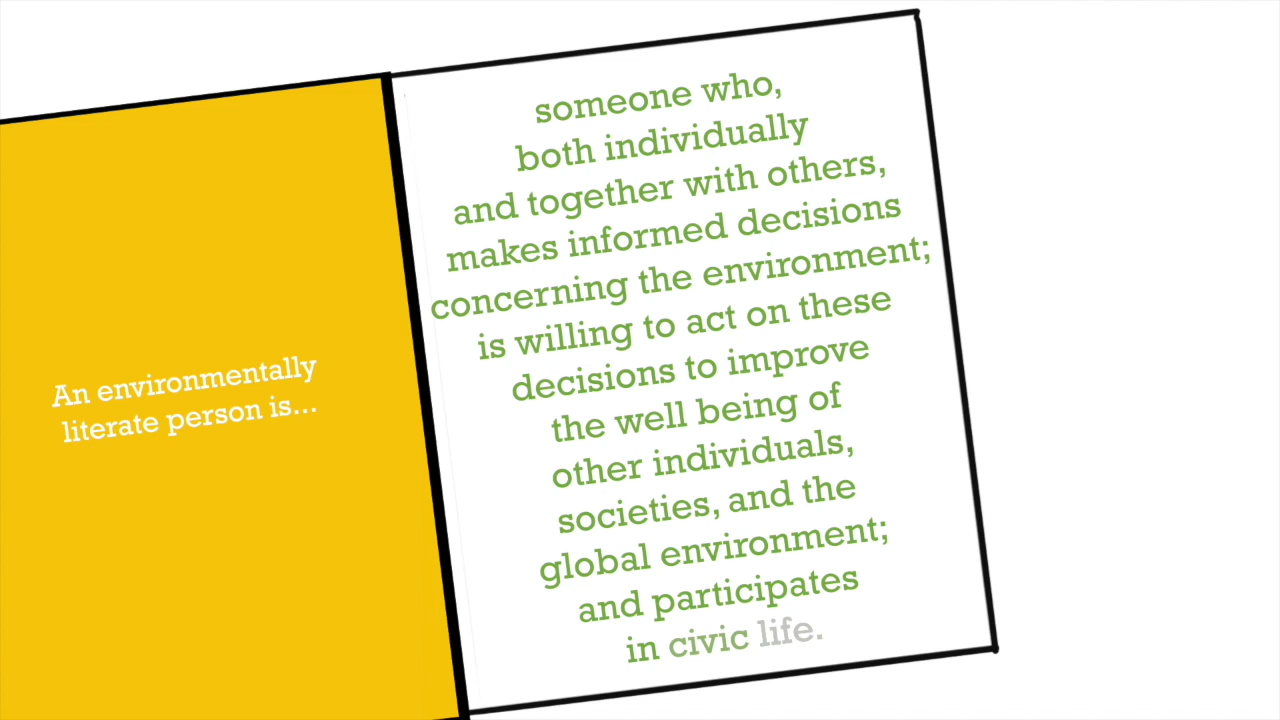 An environmentally
literate person is...
someone who,
both individually
and together with others,
makes informed decisions
concerning the environment;
is willing to act on these
decisions to improve
the well being of
other individuals,
societies, and the
global environment;
and participates
in civic life.